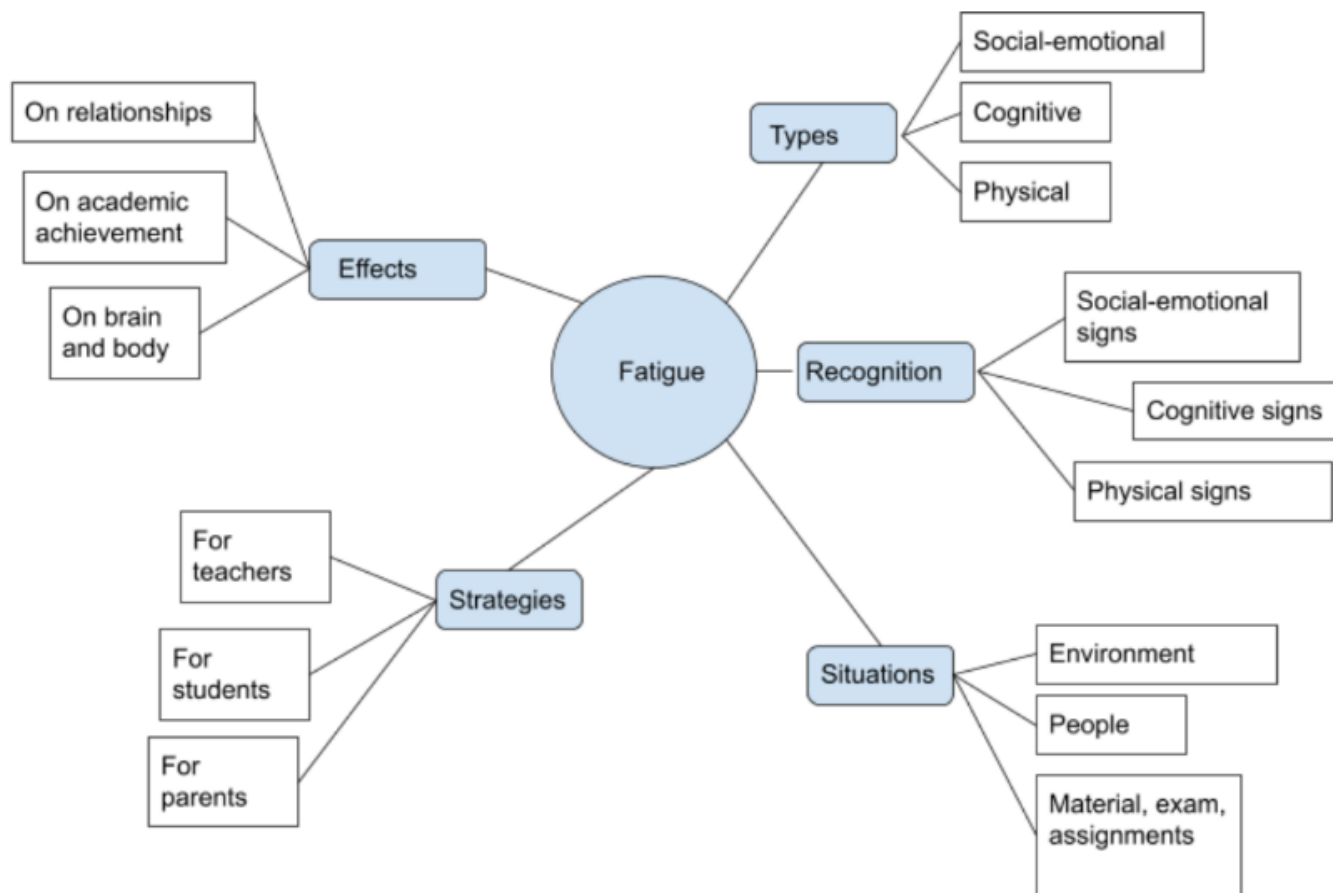 Fatigue
Types
Social-emotional
Cognitive
Physical
Recognition
Social-emotional
signs
Cognitive signs
Physical signs
Situations
Environment
People
Material, exam,
assignments
Strategies
For
teachers
For
students
For
parents
Effects
On relationships
On academic
achievement
On brain
and body